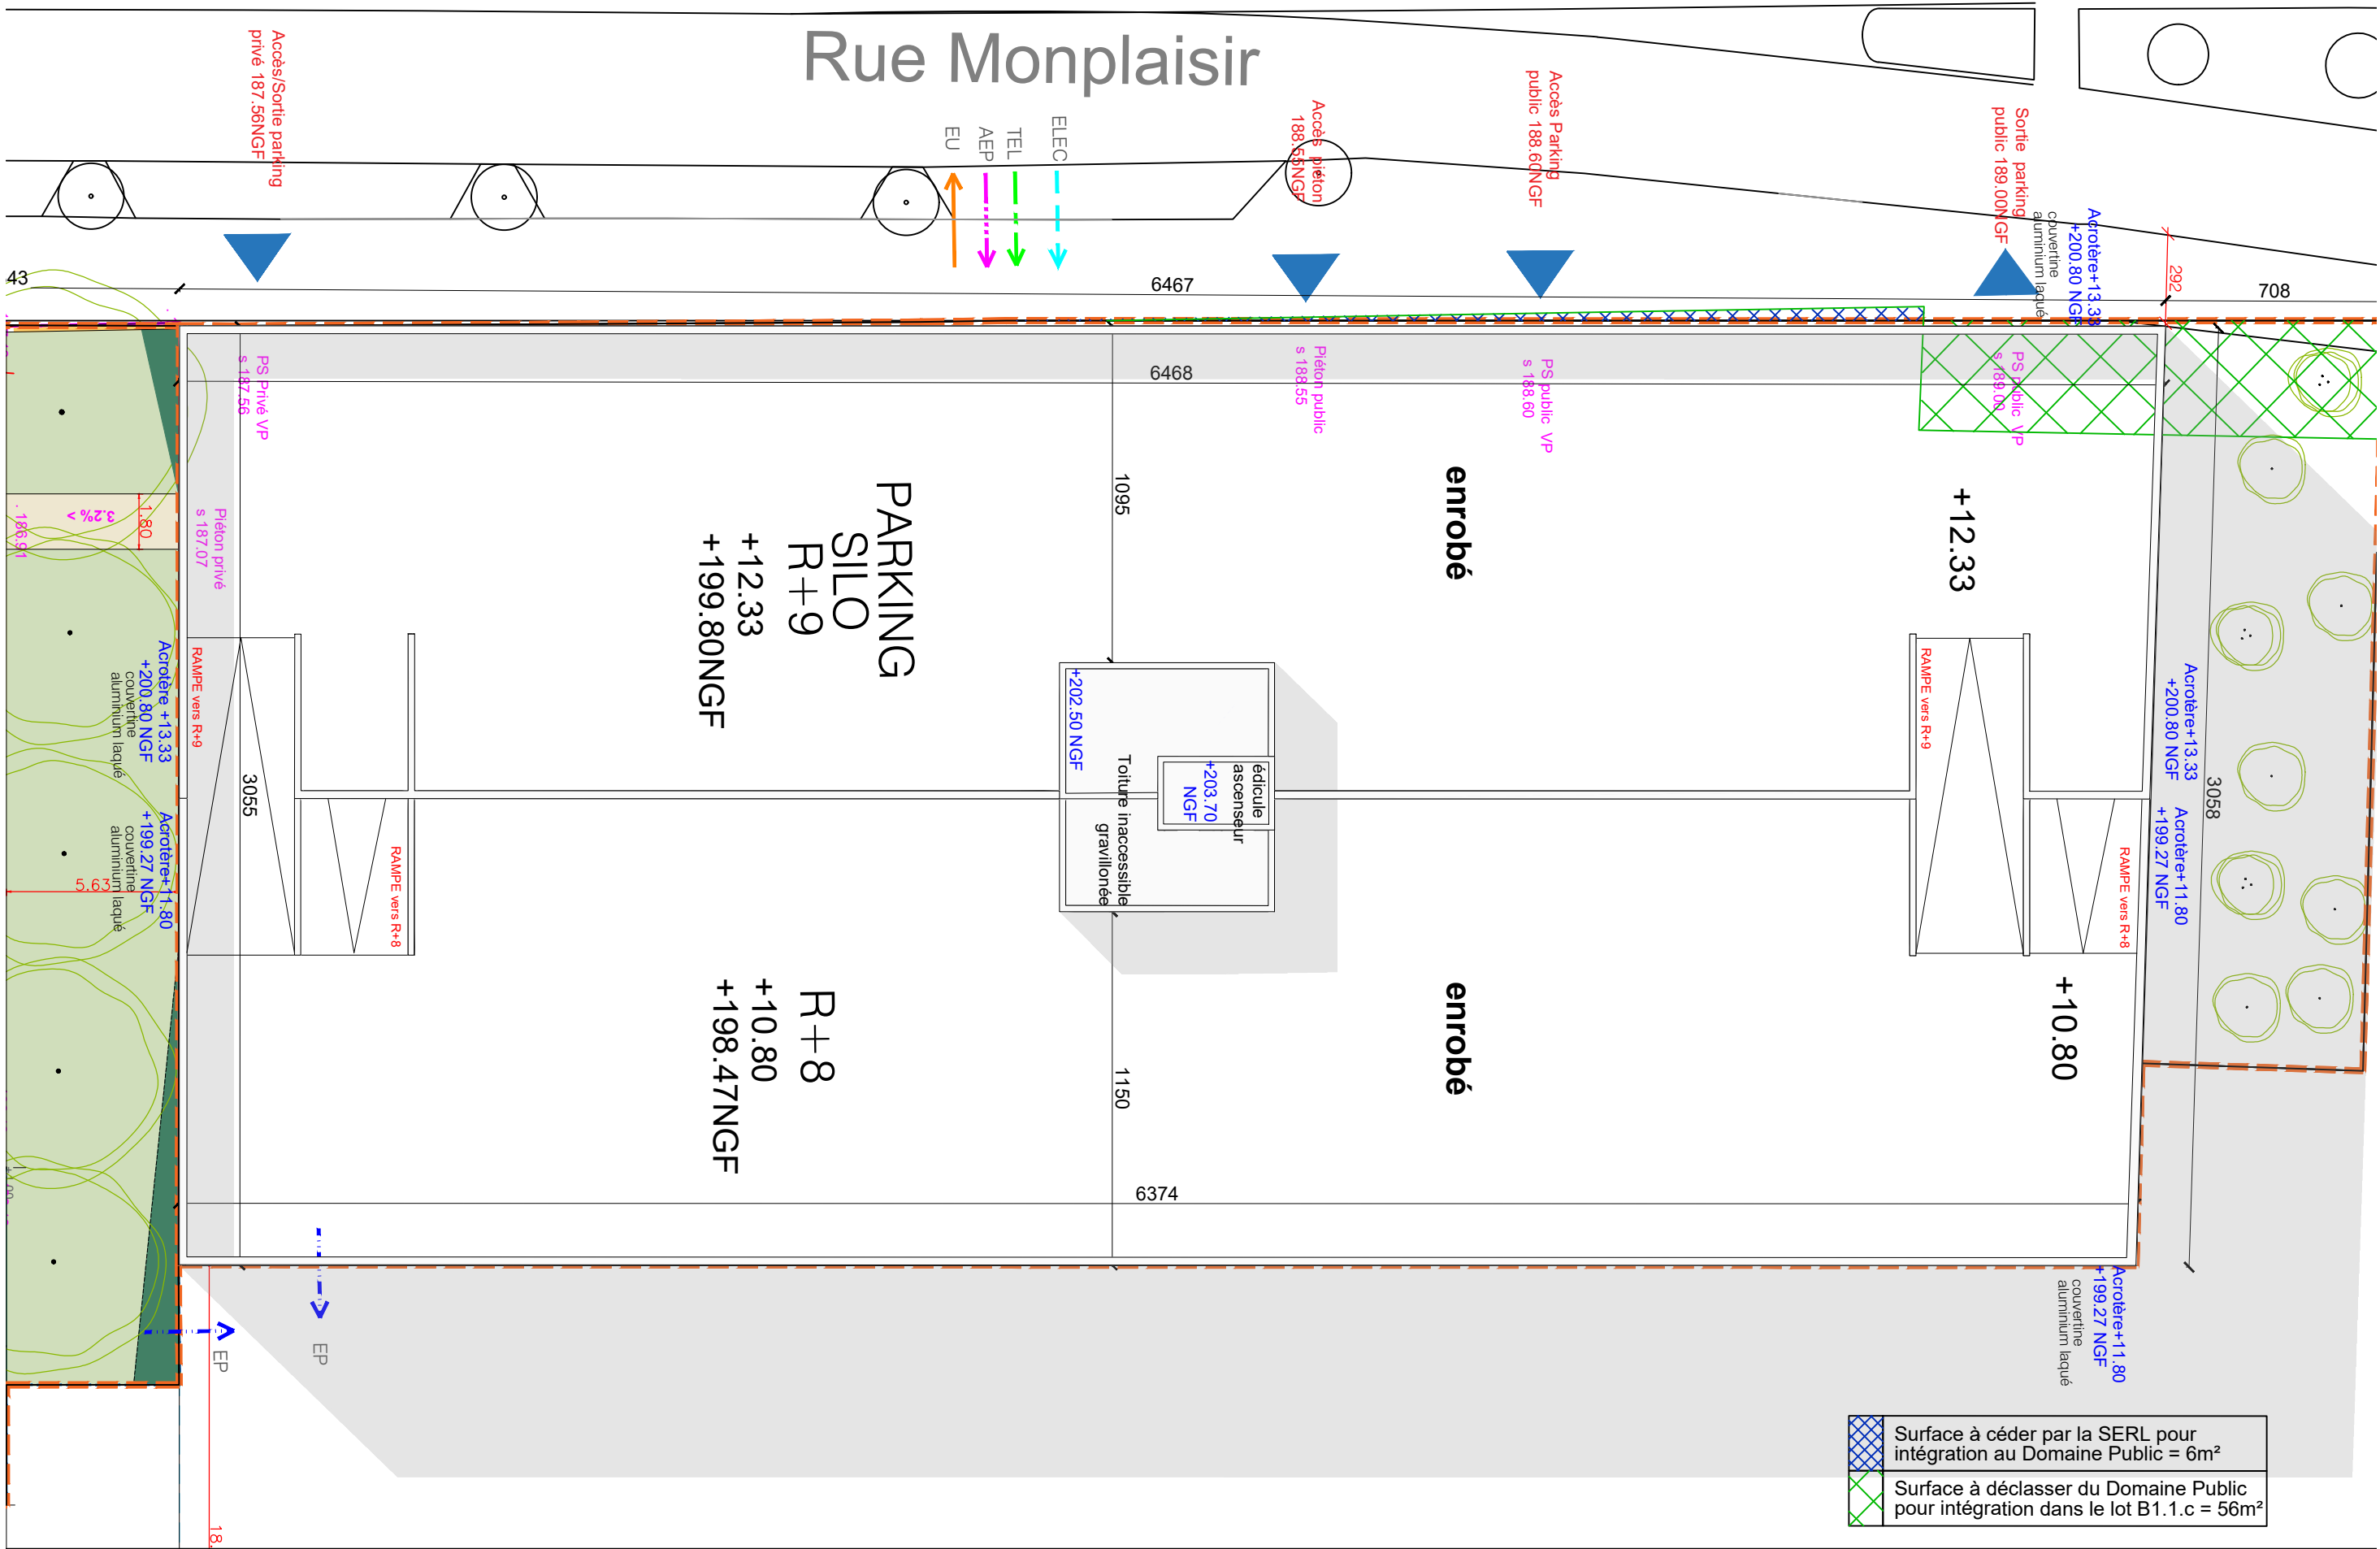 Rue Monplaisir
Accès/Sortie parking
privé 187.56NGF
EU
AEP
TEL
ELEC
Accès piéton
188.55NGF
Accès Parking
public 188.60NGF
Sortie parking
public 189.00NGF
Acrotère+13.33
+200.80 NGF
couvertine
aluminium laqué
292
43
6467
708
PS Privé VP
s 187.56
6468
Piéton public
s 188.55
PS public VP
s 188.60
PS public VP
s 189.00
1.80
3.2% >
186.91
Piéton privé
s 187.07
PARKING
SILO
R+9
+12.33
+199.80NGF
1095
enrobé
+12.33
Acrotère +13.33
+200.80 NGF
couvertine
aluminium laqué
RAMPE vers R+9
+202.50 NGF
Toiture inaccessible
gravillonée
édicule
ascenseur
+203.70
NGF
RAMPE vers R+9
Acrotère+13.33
+200.80 NGF
3058
3055
Acrotère+11.80
+199.27 NGF
couvertine
aluminium laqué
5.63
RAMPE vers R+8
RAMPE vers R+8
Acrotère+11.80
+199.27 NGF
R+8
+10.80
+198.47NGF
1150
enrobé
+10.80
6374
EP
EP
Acrotère+11.80
+199.27 NGF
couvertine
aluminium laqué
18.
Surface à céder par la SERL pour
intégration au Domaine Public = 6m²
Surface à déclasser du Domaine Public
pour intégration dans le lot B1.1.c = 56m²